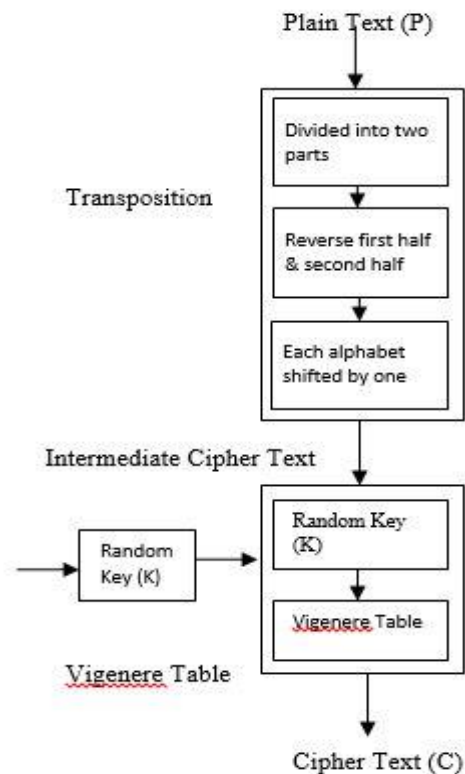 Plain Text (P)
Divided into two
parts
Transposition
Reverse first half
& second half
Each alphabet
shifted by one
Intermediate Cipher Text
Random Key
(K)
Random
Key (K)
Vigenere Table
Vigenere Table
Cipher Text (C)